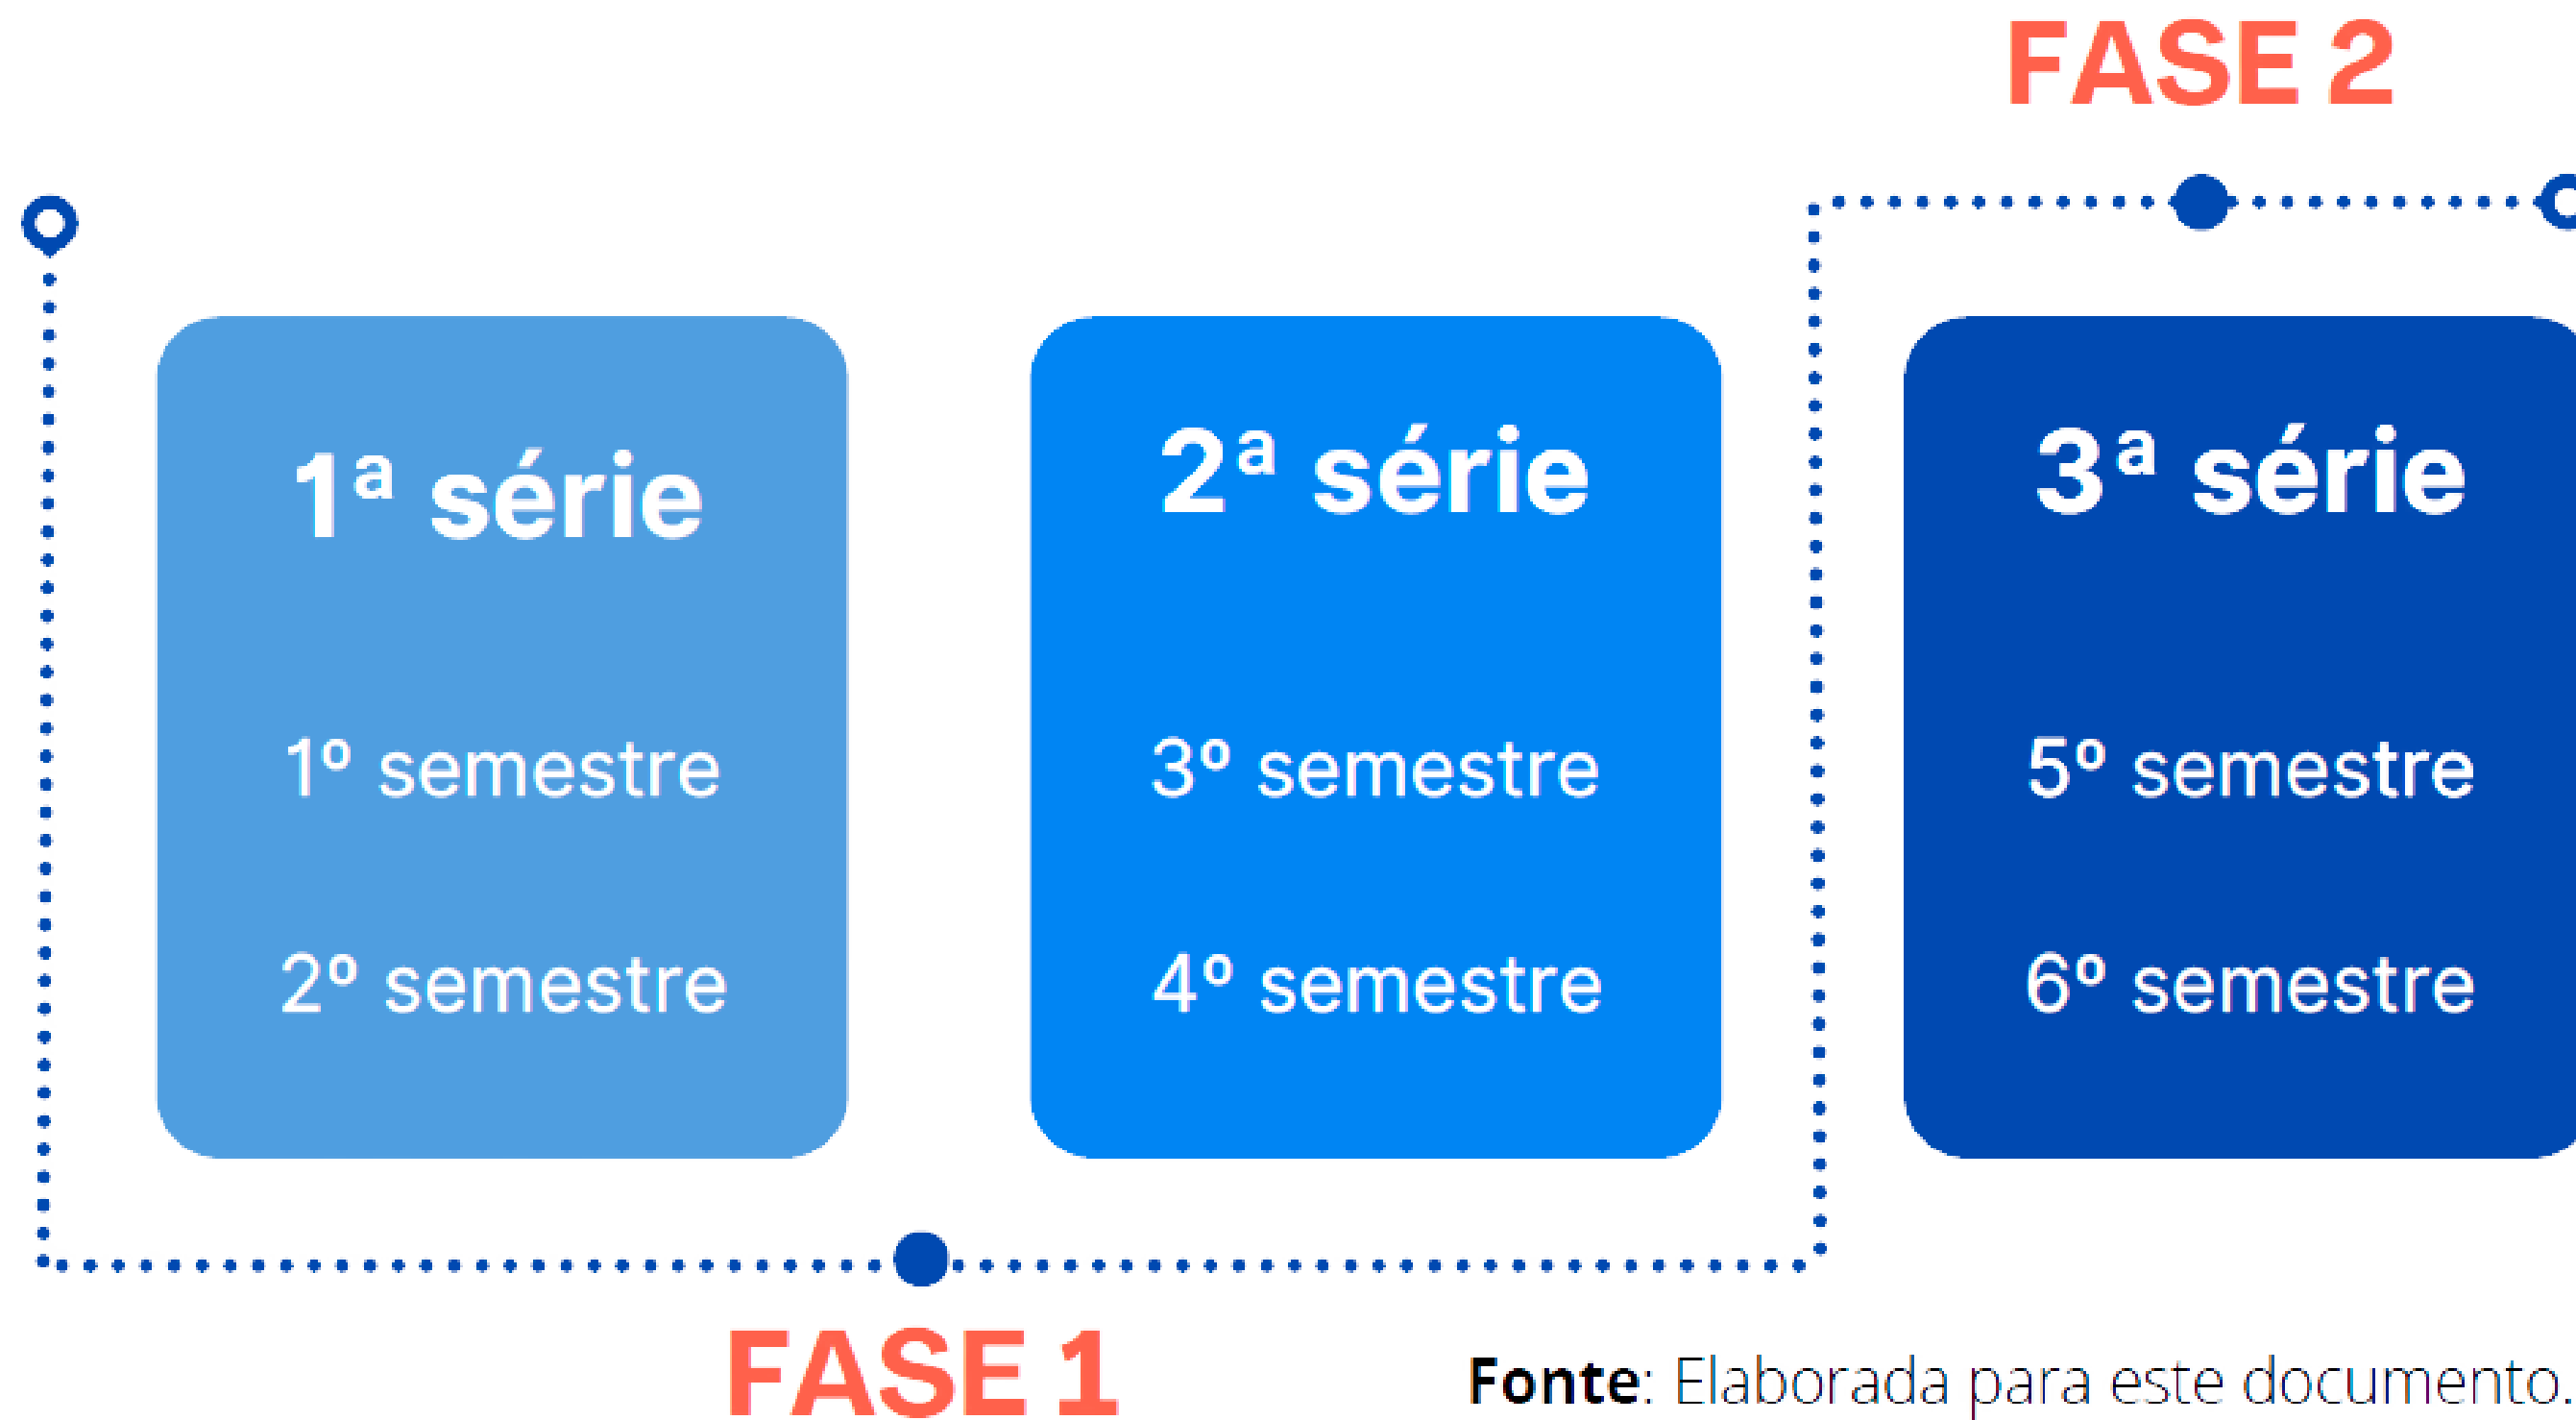 FASE 2
1ª série
1º semestre
2º semestre
2ª série
3º semestre
4º semestre
3ª série
5º semestre
6º semestre
FASE 1
Fonte: Elaborada para este documento.